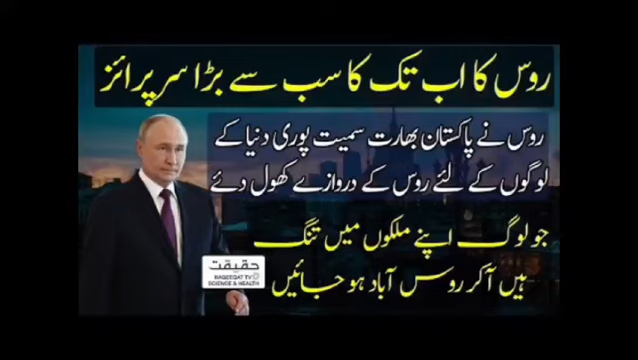 روس کا اب تک کا سب سے بڑا سرپرائز
روس نے پاکستان بھارت سمیت پوری دنیا کے
لوگوں کے لئے روس کے دروازے کھول دئے
جو لوگ اپنے ملکوں میں تنگ
ہیں آکر روس آباد ہو جائیں
حقیقت
HAQEEQAT TV
SCIENCE & HEALTH